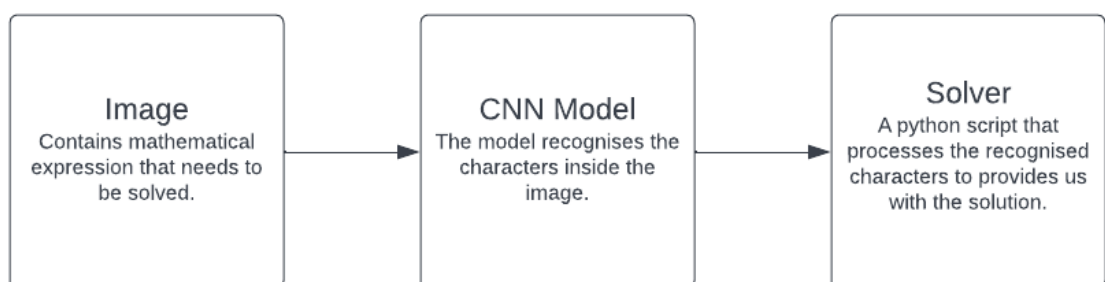 Image
Contains mathematical
expression that needs to
be solved.
CNN Model
The model recognises the
characters inside the
image.
Solver
A python script that
processes the recognised
characters to provides us
with the solution.